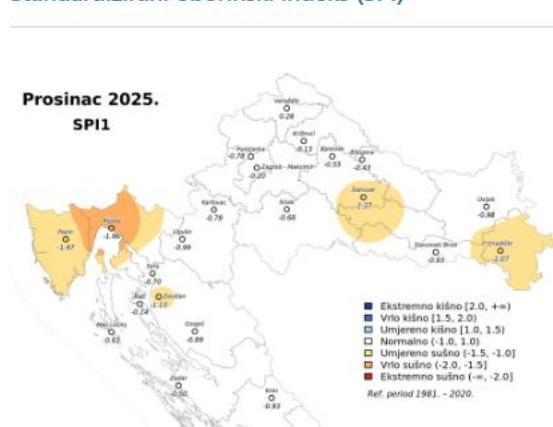 Prosinac 2025.
SPI1
Varaždin
0.28
Križevci
-0.13
Puntijarka
-0.78
Zagreb - Maksimir
-0.20
-0.55
Bjelovar
-0.43
Daruvar
-1.37
Karlovac
-0.78
Sisak
-0.68
Osijek
-0.98
Slavonski Brod
-0.93
-1.07
Pazin
-1.47
Rijeka
-1.96
Ogulin
-0.99
Senj
-0.70
Rab
-0.14
Zavižan
-1.13
Mali Lošinj
-0.63
Gospić
-0.89
Zadar
-0.50
Knin
-0.93
Ekstremno kišno [2.0, +∞)
Vrlo kišno [1.5, 2.0)
Umjereno kišno [1.0, 1.5)
Normalno (-1.0, 1.0)
Umjereno sušno (-1.5, -1.0]
Vrlo sušno (-2.0, -1.5]
Ekstremno sušno (-∞, -2.0]
Ref. period 1981. – 2020.